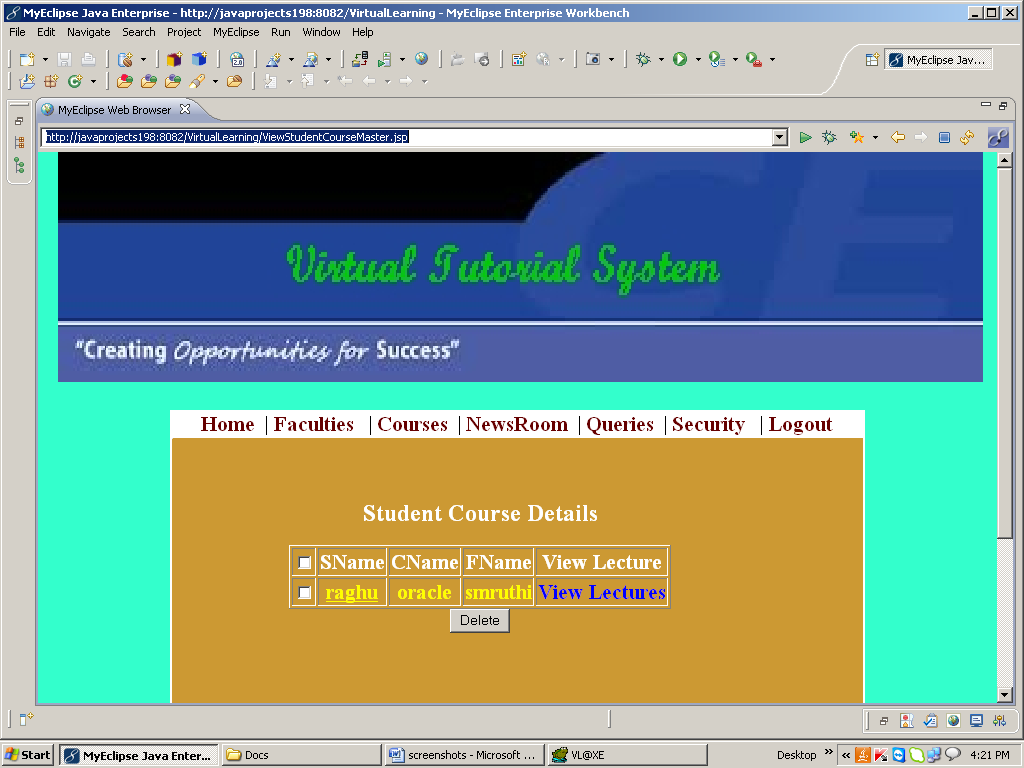 MyEclipse Java Enterprise - http://javaprojects198:8082/VirtualLearning - MyEclipse Enterprise Workbench
File Edit Navigate Search Project MyEclipse Run Window Help
2.0
MyEclipse Jav...
MyEclipse Web Browser
http://javaprojects198:8082/VirtualLearning/ViewStudentCourseMaster.jsp
CE
Virtual Tutorial System
"Creating Opportunities for Success"
Home | Faculties | Courses | NewsRoom | Queries | Security | Logout
Student Course Details
SName CName FName View Lecture
raghu oracle smruthi View Lectures
Delete
Start MyEclipse Java Enter... Docs screenshots - Microsoft ... VL@XE Desktop » « 4:21 PM